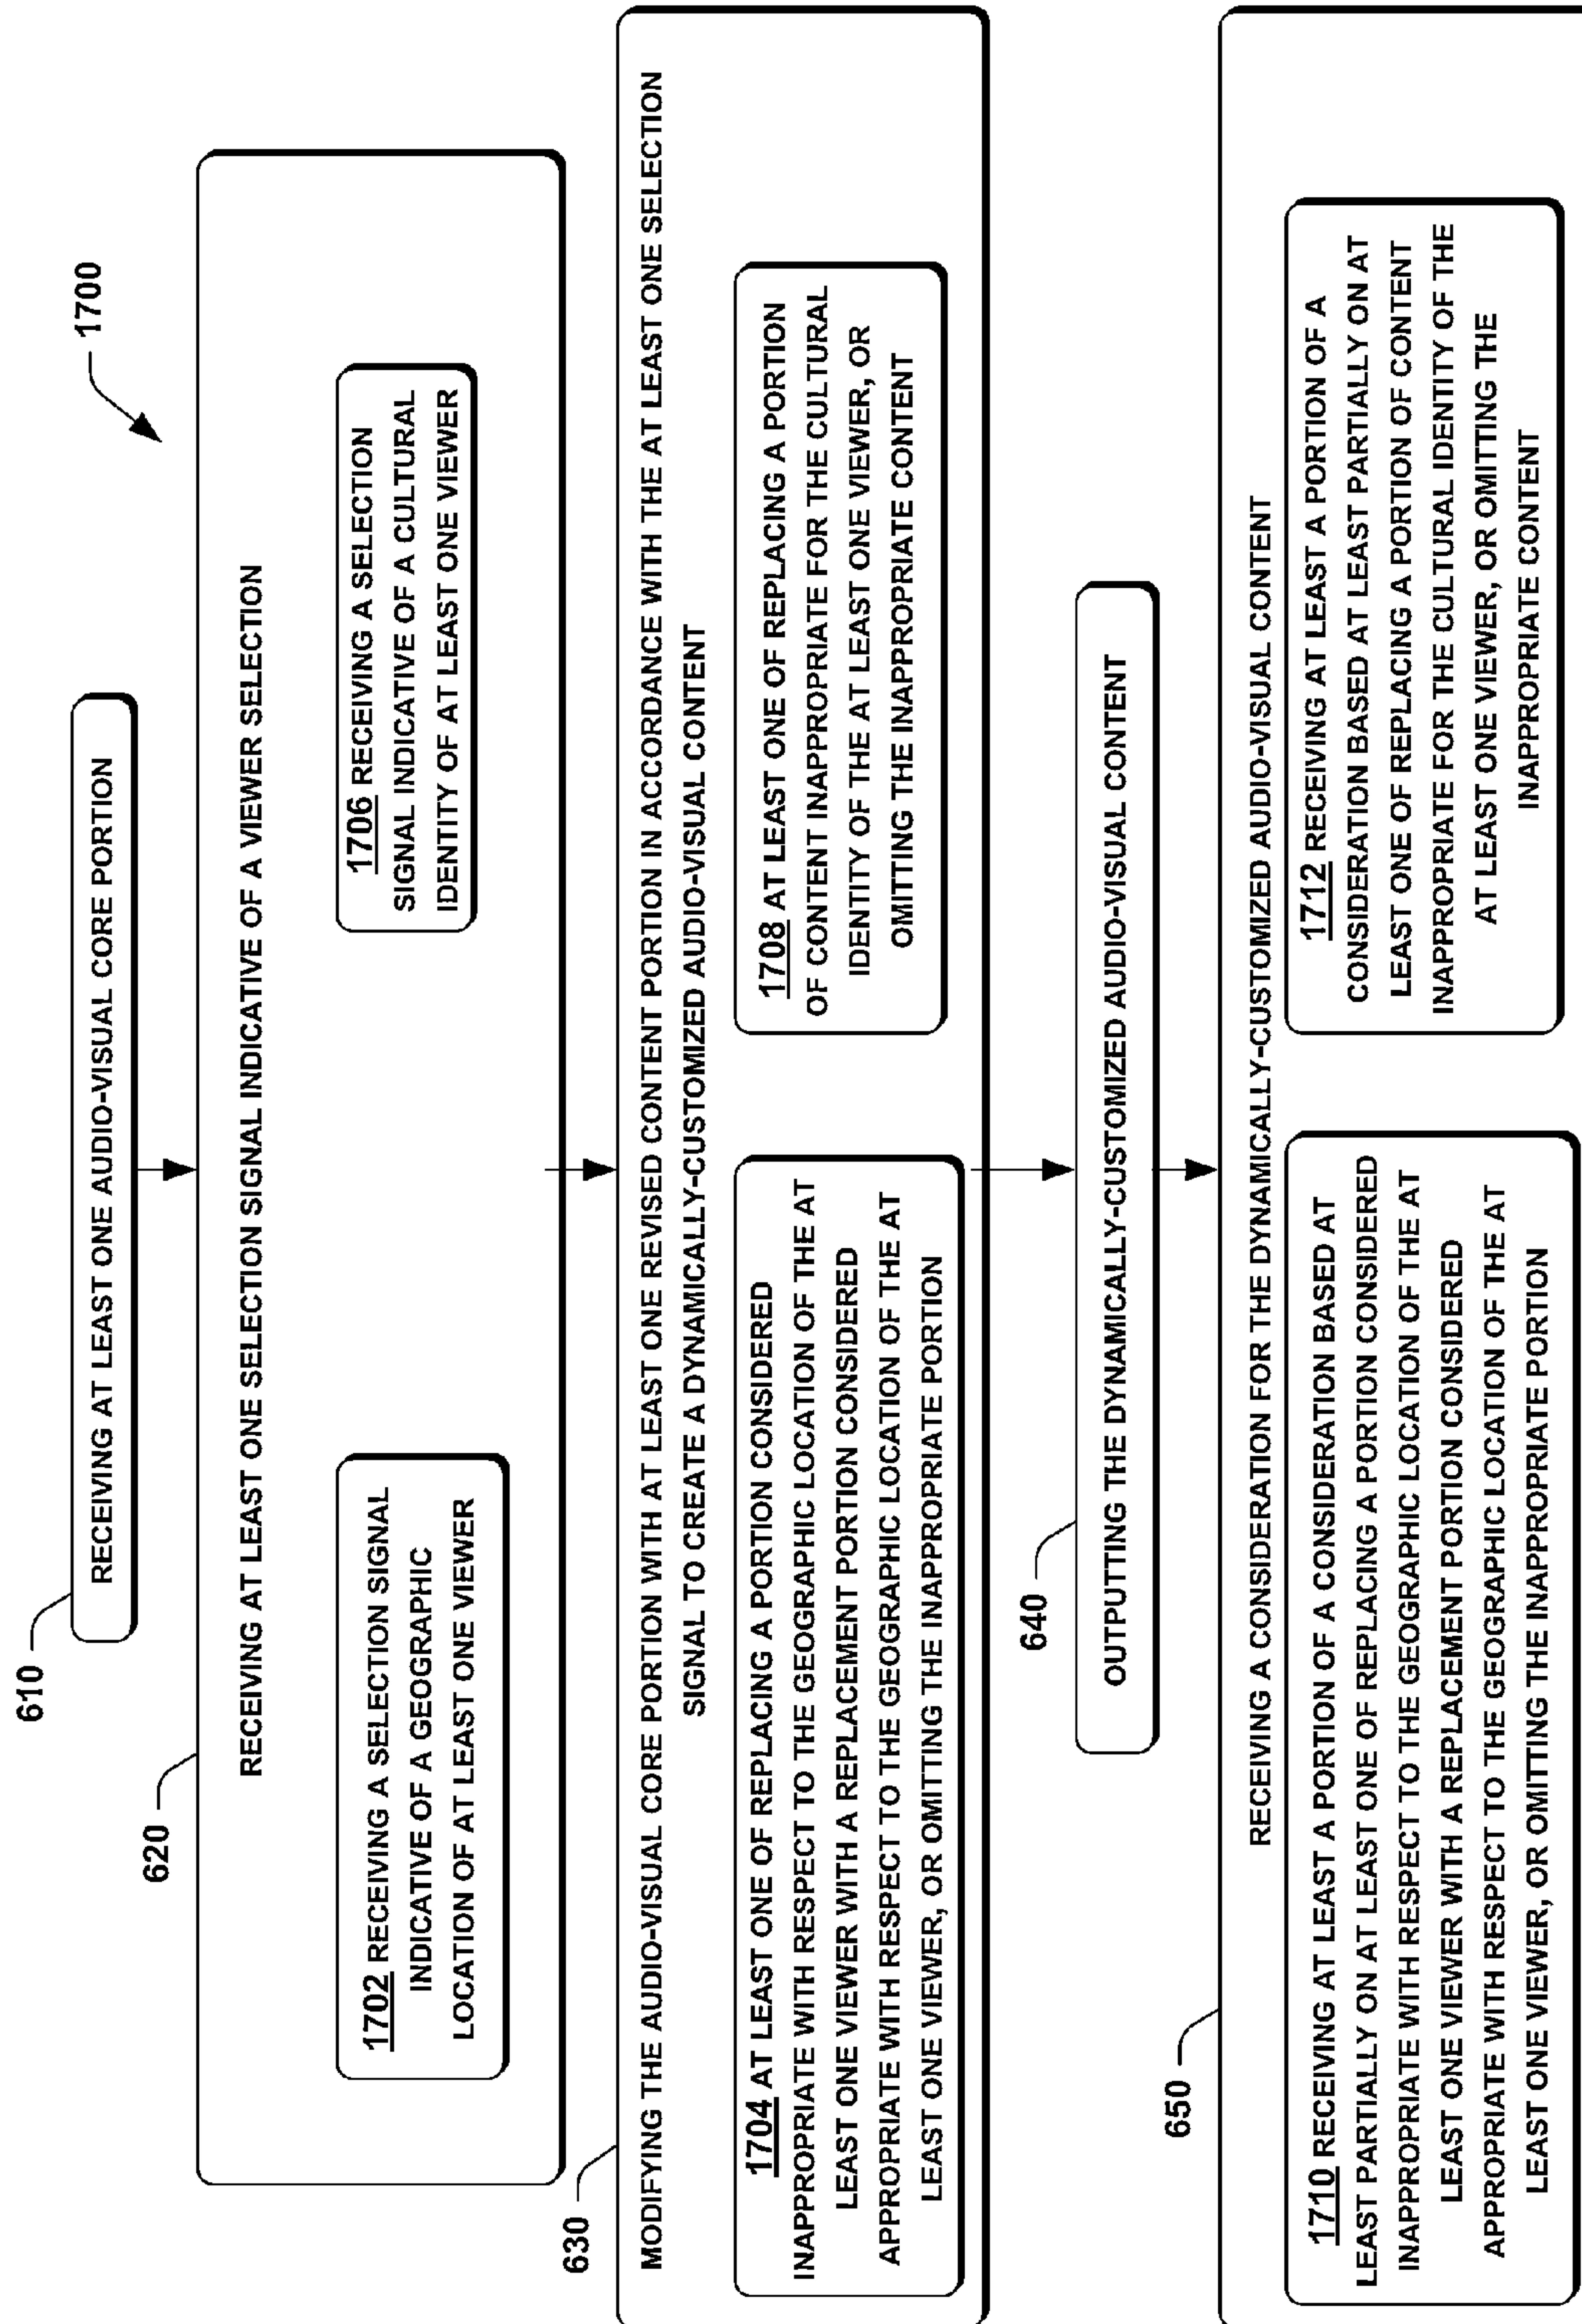 1700
610
RECEIVING AT LEAST ONE AUDIO-VISUAL CORE PORTION
620
RECEIVING AT LEAST ONE SELECTION SIGNAL INDICATIVE OF A VIEWER SELECTION
1702 RECEIVING A SELECTION SIGNAL
INDICATIVE OF A GEOGRAPHIC
LOCATION OF AT LEAST ONE VIEWER
1706 RECEIVING A SELECTION
SIGNAL INDICATIVE OF A CULTURAL
IDENTITY OF AT LEAST ONE VIEWER
630
MODIFYING THE AUDIO-VISUAL CORE PORTION WITH AT LEAST ONE REVISED CONTENT PORTION IN ACCORDANCE WITH THE AT LEAST ONE SELECTION
SIGNAL TO CREATE A DYNAMICALLY-CUSTOMIZED AUDIO-VISUAL CONTENT
1704 AT LEAST ONE OF REPLACING A PORTION CONSIDERED
INAPPROPRIATE WITH RESPECT TO THE GEOGRAPHIC LOCATION OF THE AT
LEAST ONE VIEWER WITH A REPLACEMENT PORTION CONSIDERED
APPROPRIATE WITH RESPECT TO THE GEOGRAPHIC LOCATION OF THE AT
LEAST ONE VIEWER, OR OMITTING THE INAPPROPRIATE PORTION
1708 AT LEAST ONE OF REPLACING A PORTION
OF CONTENT INAPPROPRIATE FOR THE CULTURAL
IDENTITY OF THE AT LEAST ONE VIEWER, OR
OMITTING THE INAPPROPRIATE CONTENT
640
OUTPUTTING THE DYNAMICALLY-CUSTOMIZED AUDIO-VISUAL CONTENT
650
RECEIVING A CONSIDERATION FOR THE DYNAMICALLY-CUSTOMIZED AUDIO-VISUAL CONTENT
1710 RECEIVING AT LEAST A PORTION OF A CONSIDERATION BASED AT
LEAST PARTIALLY ON AT LEAST ONE OF REPLACING A PORTION CONSIDERED
INAPPROPRIATE WITH RESPECT TO THE GEOGRAPHIC LOCATION OF THE AT
LEAST ONE VIEWER WITH A REPLACEMENT PORTION CONSIDERED
APPROPRIATE WITH RESPECT TO THE GEOGRAPHIC LOCATION OF THE AT
LEAST ONE VIEWER, OR OMITTING THE INAPPROPRIATE PORTION
1712 RECEIVING AT LEAST A PORTION OF A
CONSIDERATION BASED AT LEAST PARTIALLY ON AT
LEAST ONE OF REPLACING A PORTION OF CONTENT
INAPPROPRIATE FOR THE CULTURAL IDENTITY OF THE
AT LEAST ONE VIEWER, OR OMITTING THE
INAPPROPRIATE CONTENT